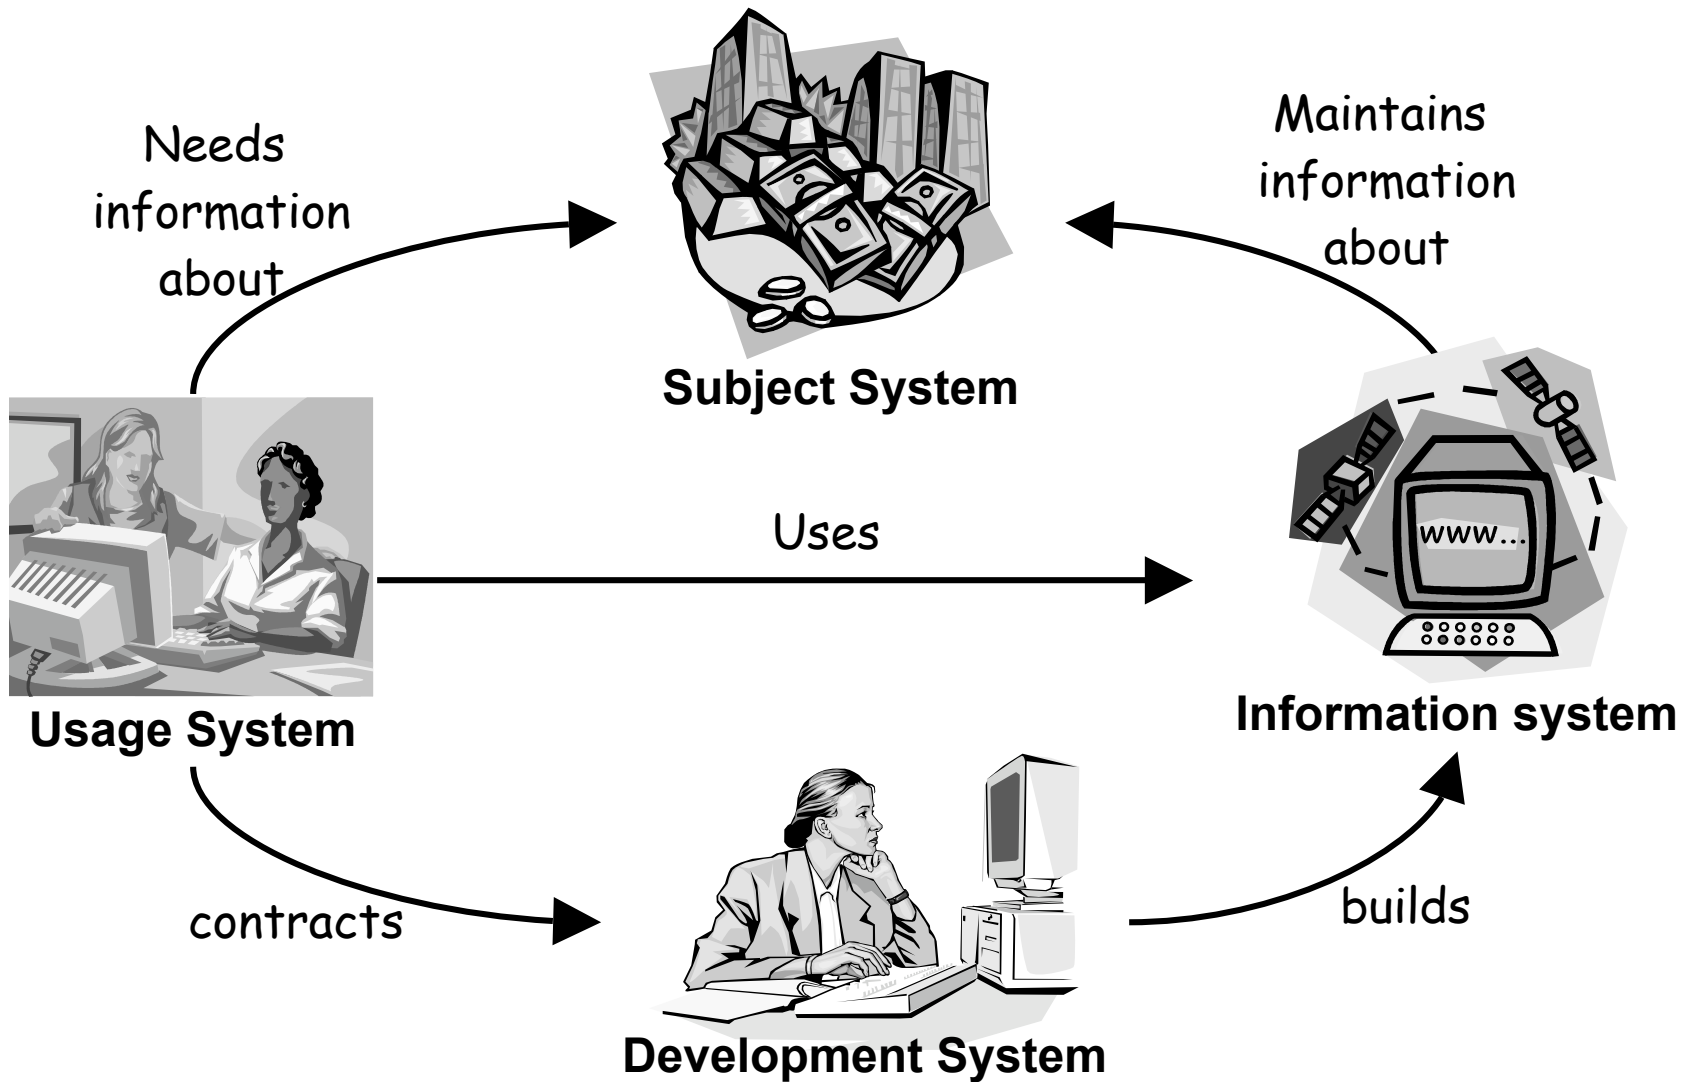 Needs
information
about
Maintains
information
about
Subject System
Uses
www...
Usage System
Information system
contracts
builds
Development System